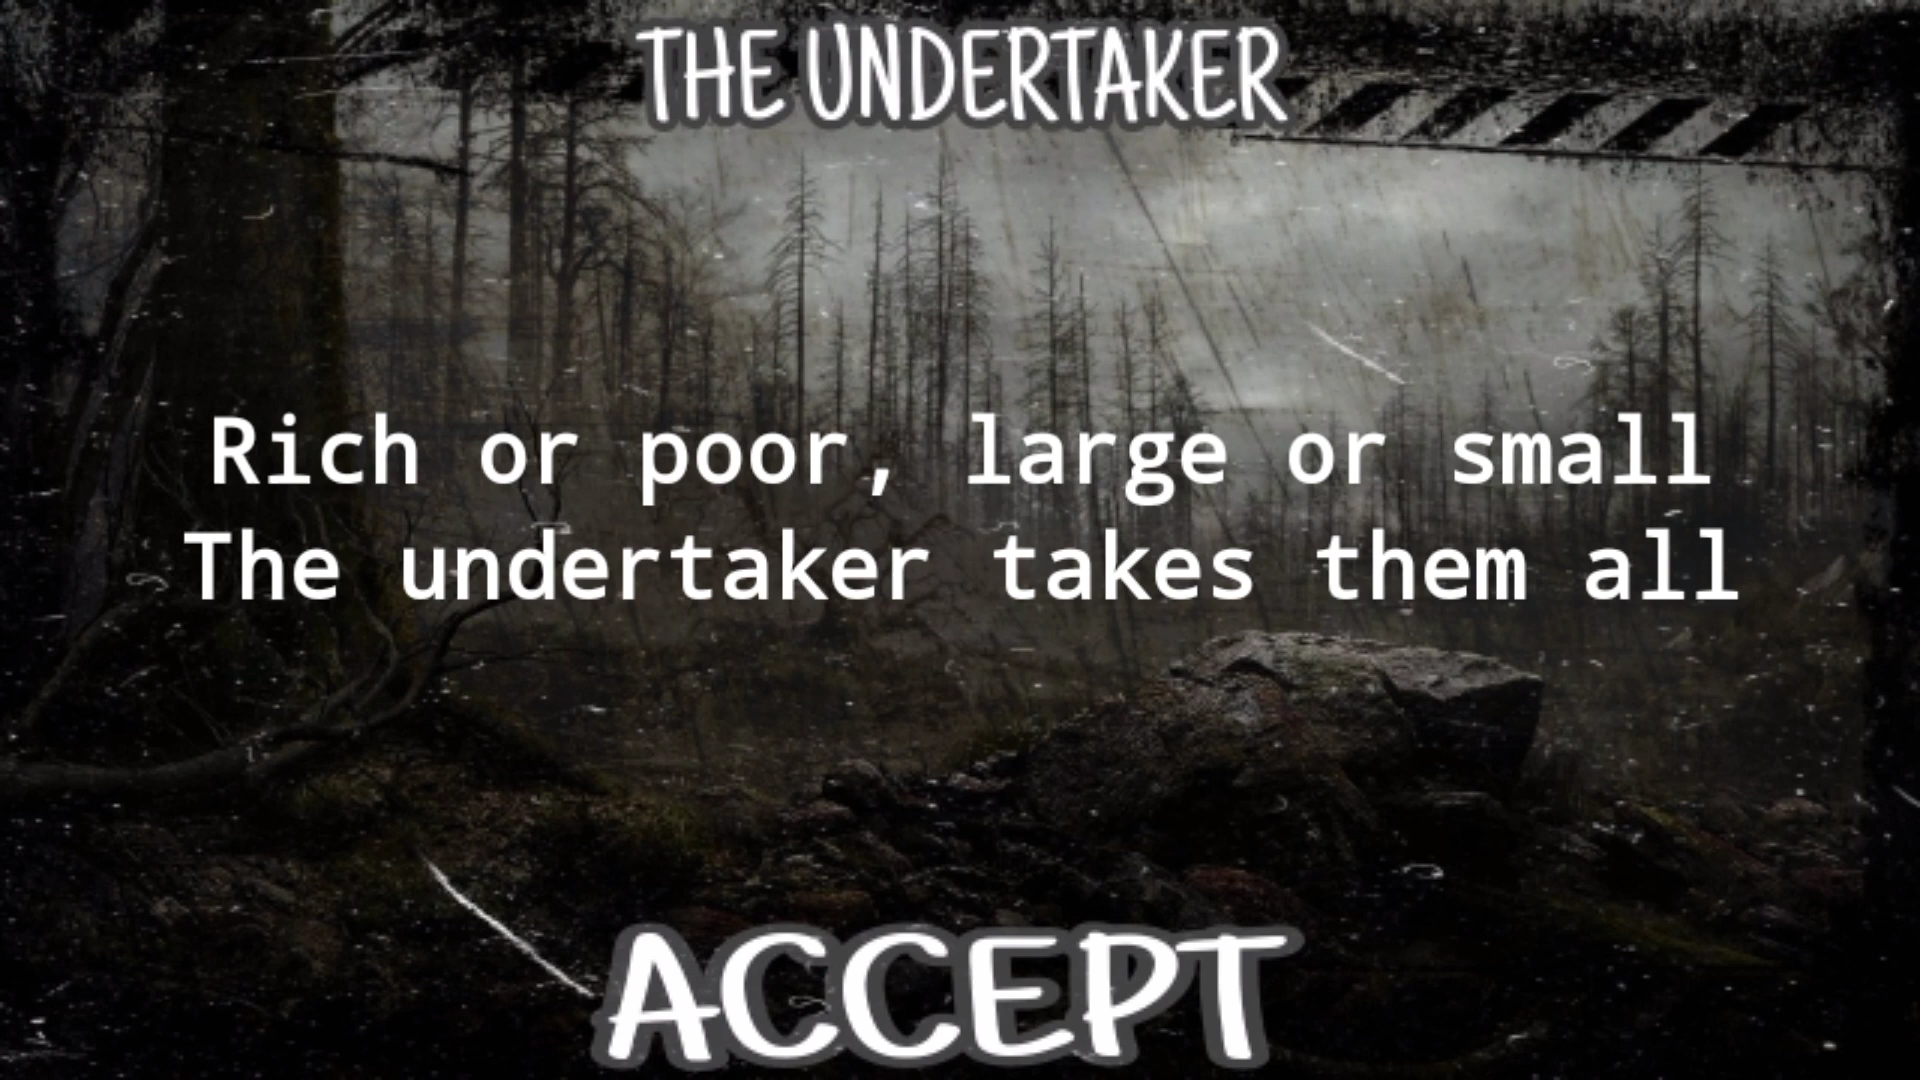 THE UNDERTAKER
Rich or poor, large or small
The undertaker takes them all
ACCEPT